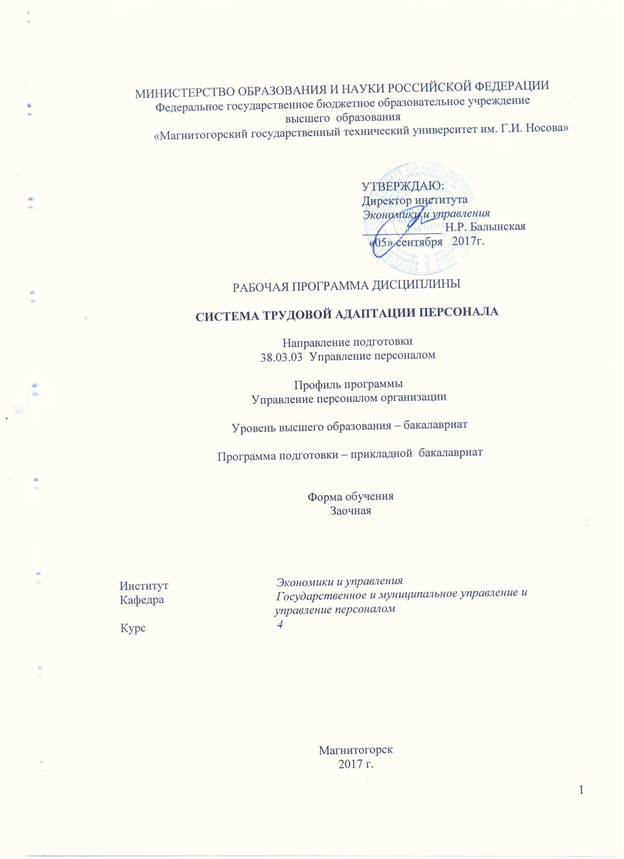 МИНИСТЕРСТВО ОБРАЗОВАНИЯ И НАУКИ РОССИЙСКОЙ ФЕДЕРАЦИИ
Федеральное государственное бюджетное образовательное учреждение
высшего образования
«Магнитогорский государственный технический университет им. Г.И. Носова»
УТВЕРЖДАЮ:
Директор института
Экономики и управления
______________ Н.Р. Балынская
«05» сентября 2017г.
РАБОЧАЯ ПРОГРАММА ДИСЦИПЛИНЫ
СИСТЕМА ТРУДОВОЙ АДАПТАЦИИ ПЕРСОНАЛА
Направление подготовки
38.03.03 Управление персоналом
Профиль программы
Управление персоналом организации
Уровень высшего образования – бакалавриат
Программа подготовки – прикладной бакалавриат
Форма обучения
Заочная
Институт Экономики и управления
Кафедра Государственное и муниципальное управление и
управление персоналом
Курс 4
Магнитогорск
2017 г.
1